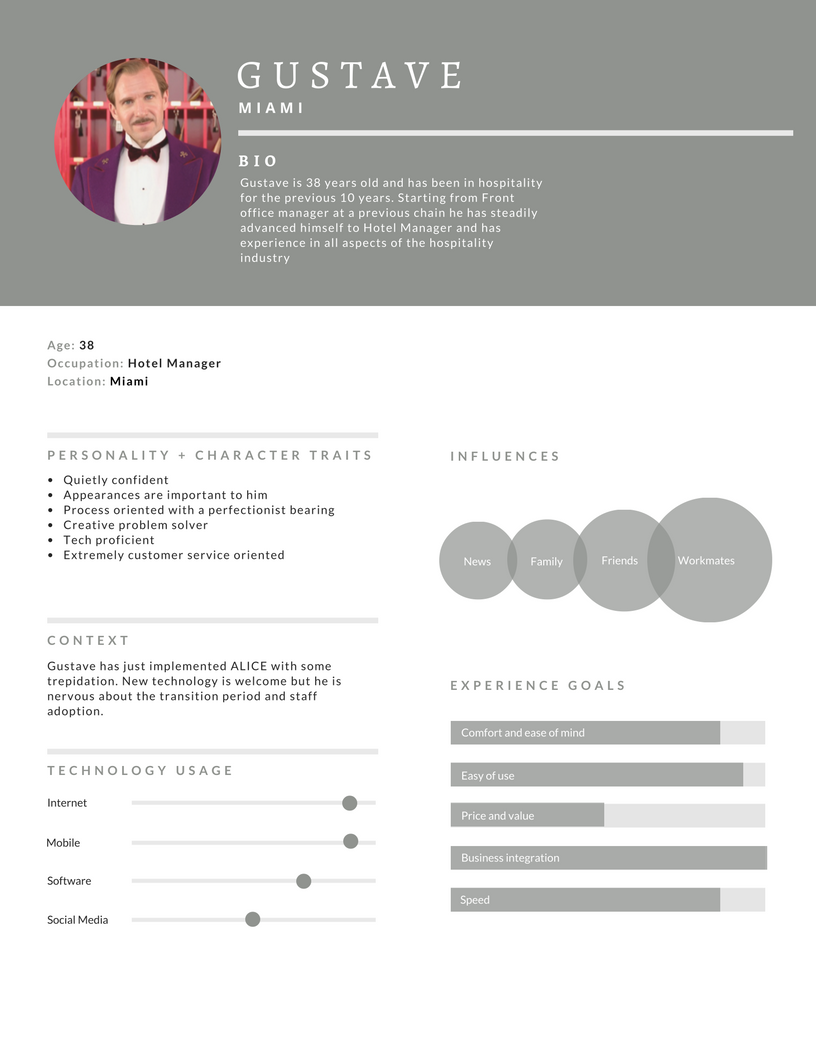 GUSTAVE
MIAMI
BIO
Gustave is 38 years old and has been in hospitality
for the previous 10 years. Starting from Front
office manager at a previous chain he has steadily
advanced himself to Hotel Manager and has
experience in all aspects of the hospitality
industry
Age: 38
Occupation: Hotel Manager
Location: Miami
PERSONALITY + CHARACTER TRAITS
• Quietly confident
• Appearances are important to him
• Process oriented with a perfectionist bearing
• Creative problem solver
• Tech proficient
• Extremely customer service oriented
CONTEXT
Gustave has just implemented ALICE with some
trepidation. New technology is welcome but he is
nervous about the transition period and staff
adoption.
TECHNOLOGY USAGE
Internet
Mobile
Software
Social Media
INFLUENCES
News
Family
Friends
Workmates
EXPERIENCE GOALS
Comfort and ease of mind
Easy of use
Price and value
Business integration
Speed